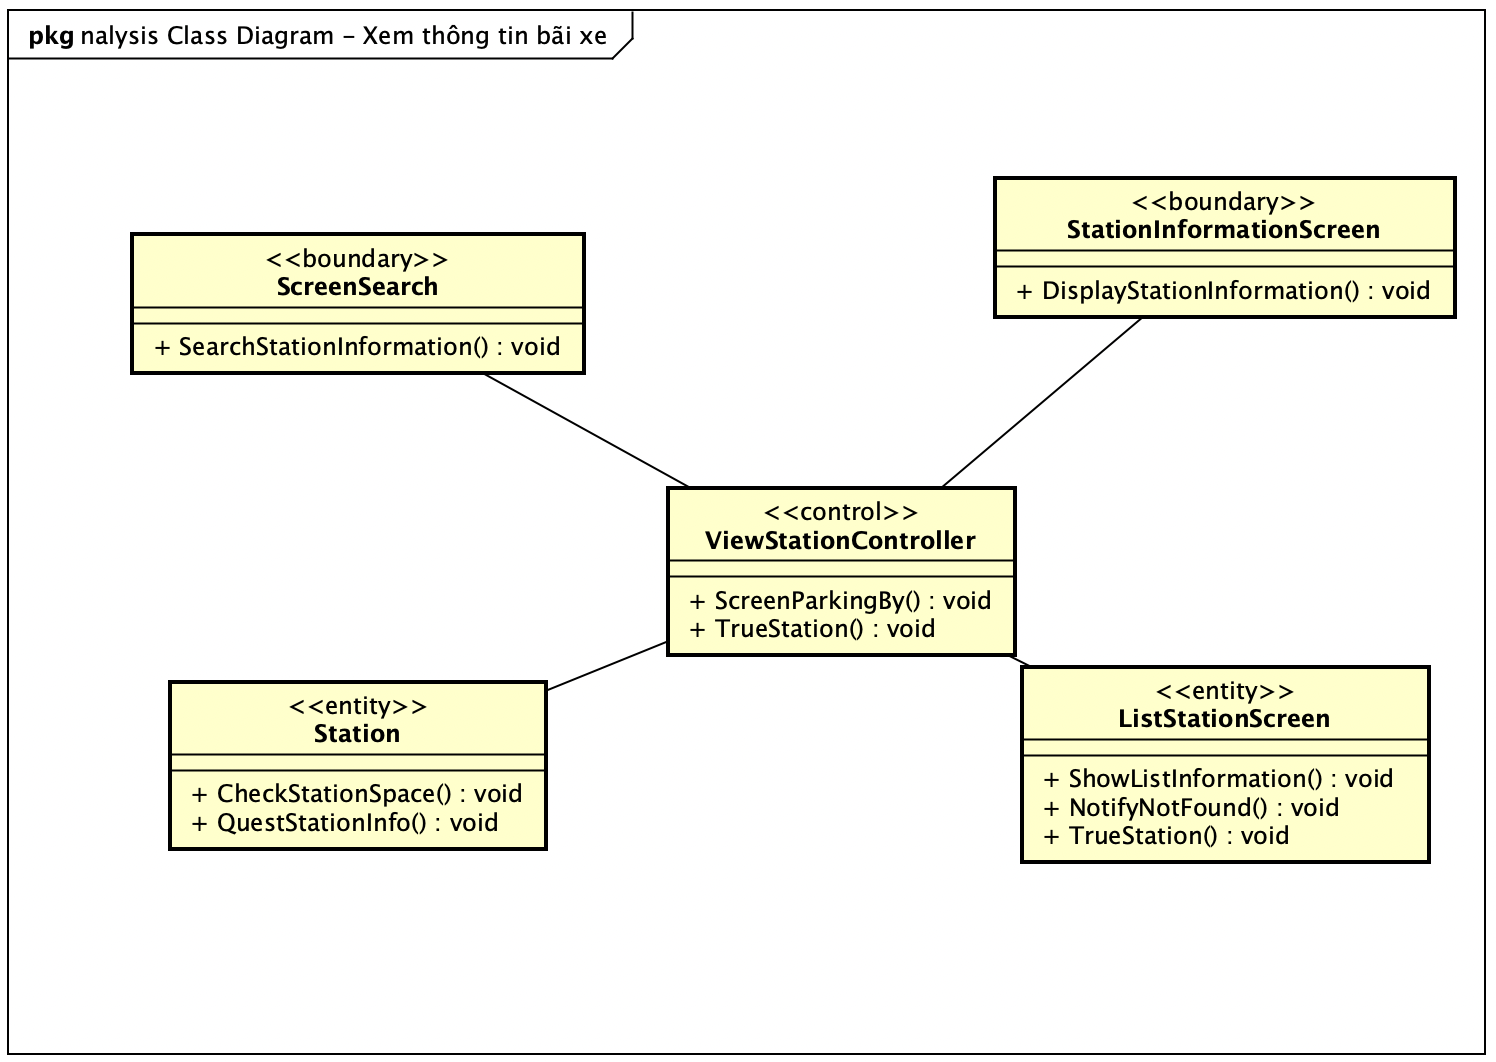 pkg nalysis Class Diagram - Xem thông tin bãi xe
<<boundary>>
StationInformationScreen
+ DisplayStationInformation() : void
<<boundary>>
ScreenSearch
+ SearchStationInformation() : void
<<control>>
ViewStationController
+ ScreenParkingBy() : void
+ TrueStation() : void
<<entity>>
Station
+ CheckStationSpace() : void
+ QuestStationInfo() : void
<<entity>>
ListStationScreen
+ ShowListInformation() : void
+ NotifyNotFound() : void
+ TrueStation() : void